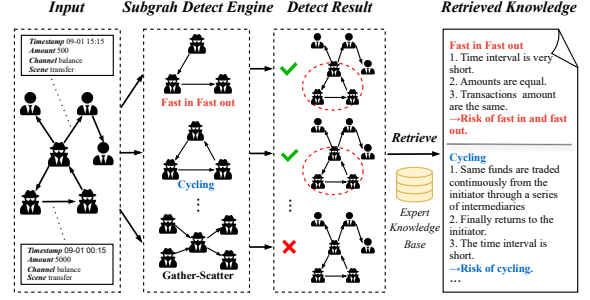 Input
Subgrah Detect Engine
Detect Result
Retrieved Knowledge
Timestamp 09-01 15:15
Amount 500
Channel balance
Scene transfer
Timestamp 09-01 00:15
Amount 5000
Channel balance
Scene transfer
Fast in Fast out
Cycling
Gather-Scatter
Retrieve
Expert
Knowledge
Base
Fast in Fast out
1. Time interval is very
short.
2. Amounts are equal.
3. Transactions amount
are the same.
→Risk of fast in and fast
out.
Cycling
1. Same funds are traded
continuously from the
initiator through a series
of intermediaries
2. Finally returns to the
initiator.
3. The time interval is
short.
→Risk of cycling.
...